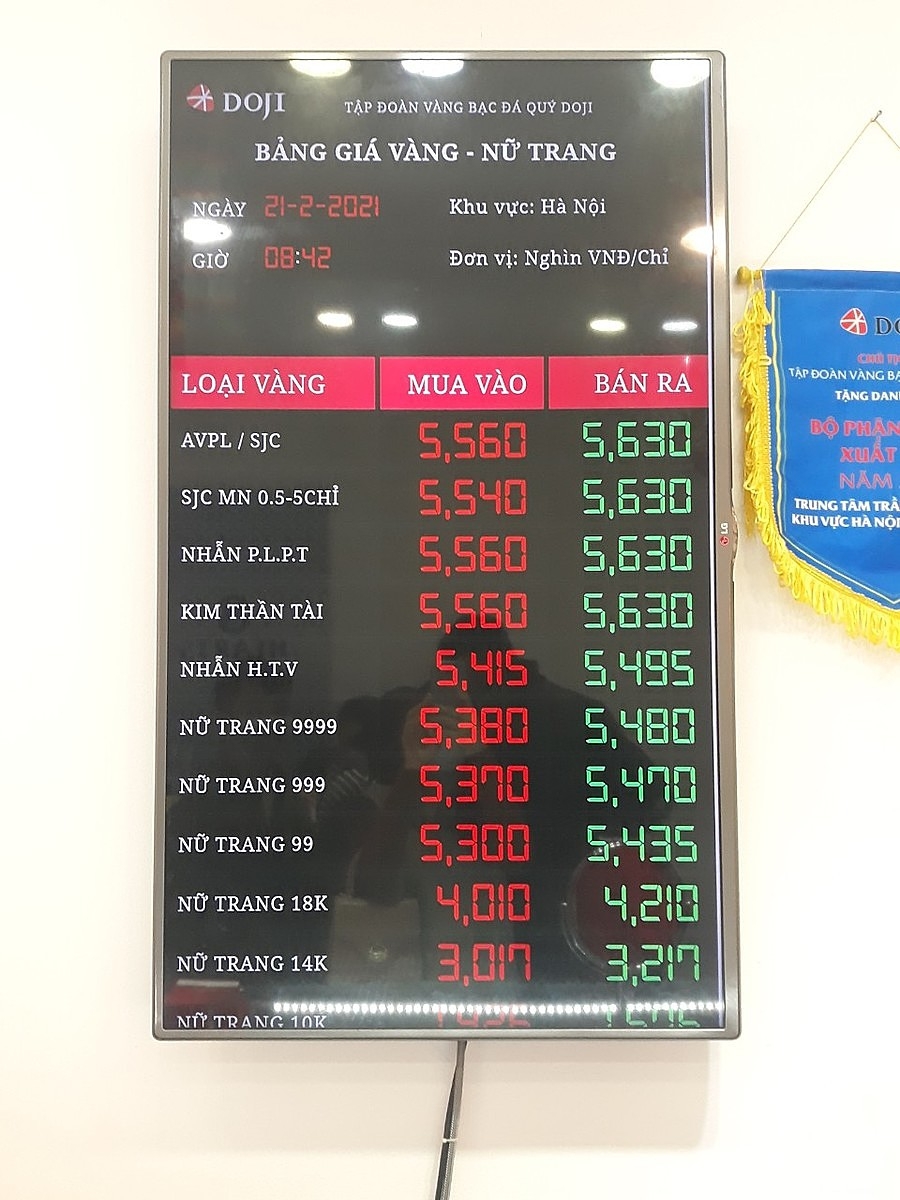 DOJI
TẬP ĐOÀN VÀNG BẠC ĐÁ QUÝ DOJI
BẢNG GIÁ VÀNG - NỮ TRANG
NGÀY 21-2-2021 Khu vực: Hà Nội
GIỜ 08:42 Đơn vị: Nghìn VNĐ/Chỉ
LOẠI VÀNG MUA VÀO BÁN RA
AVPL / SJC 5,560 5,630
SJC MN 0.5-5CHỈ 5,540 5,630
NHẪN P.L.P.T 5,560 5,630
KIM THẦN TÀI 5,560 5,630
NHẪN H.T.V 5,415 5,495
NỮ TRANG 9999 5,380 5,480
NỮ TRANG 999 5,370 5,470
NỮ TRANG 99 5,300 5,435
NỮ TRANG 18K 4,010 4,210
NỮ TRANG 14K 3,017 3,217
NỮ TRANG 10K
LG
CHỦ
TẬP ĐOÀN VÀNG
TẶNG
BỘ PHẬN
XUẤT
NĂM
TRUNG TÂM
KHU VỰC HÀ NỘI